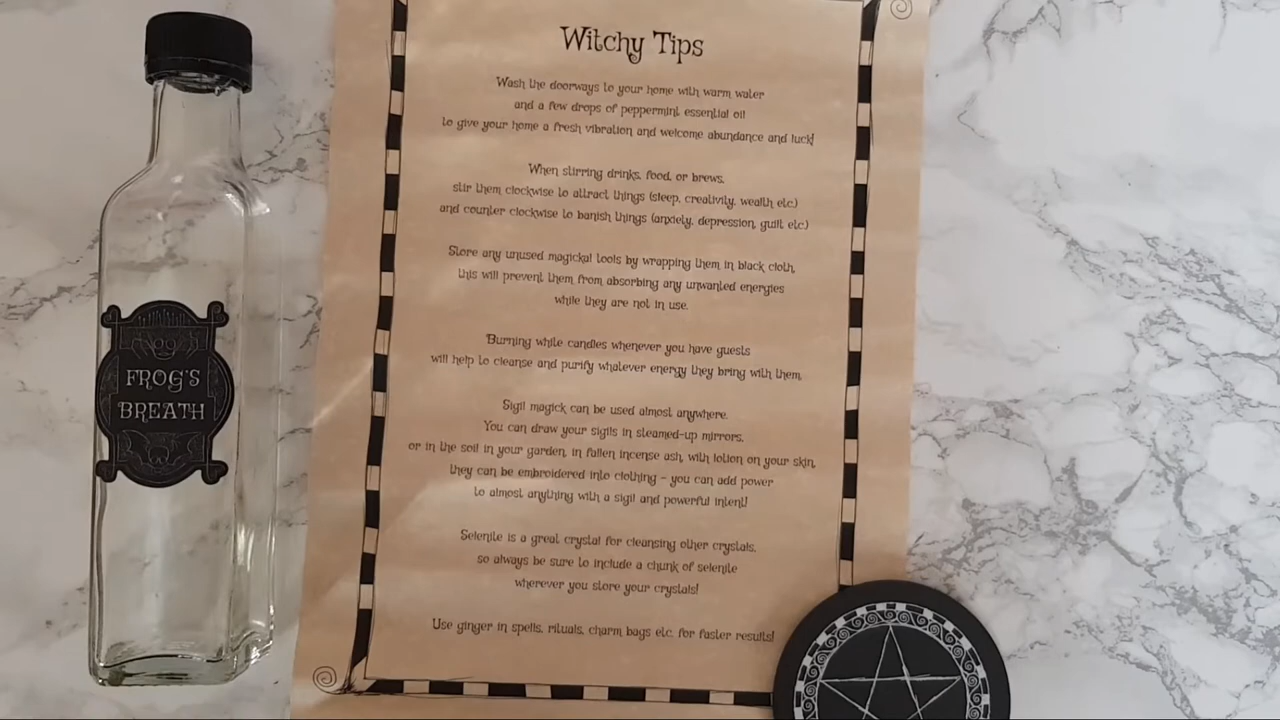 Witchy Tips
Wash the doorways to your home with warm water
and a few drops of peppermint essential oil
to give your home a fresh vibration and welcome abundance and luck!
When stirring drinks, food, or brews,
stir them clockwise to attract things (sleep, creativity, wealth etc.)
and counter clockwise to banish things (anxiety, depression, guilt etc.)
Store any unused magickal tools by wrapping them in black cloth,
this will prevent them from absorbing any unwanted energies
while they are not in use.
Burning white candles whenever you have guests
will help to cleanse and purify whatever energy they bring with them.
Sigil magick can be used almost anywhere.
You can draw your sigils in steamed-up mirrors,
or in the soil in your garden, in fallen incense ash, with lotion on your skin,
they can be embroidered into clothing – you can add power
to almost anything with a sigil and powerful intent!
Selenite is a great crystal for cleansing other crystals,
so always be sure to include a chunk of selenite
wherever you store your crystals!
Use ginger in spells, rituals, charm bags etc. for faster results!
FROG'S
BREATH